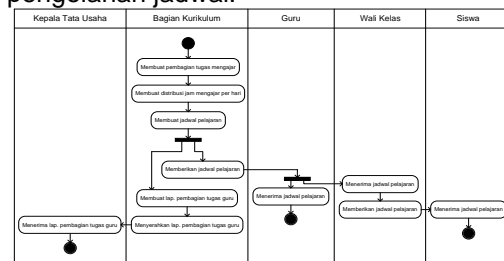 pengolahan jadwal.
Kepala Tata Usaha
Bagian Kurikulum
Guru
Wali Kelas
Siswa
Membuat pembagian tugas mengajar
Membuat distribusi jam mengajar per hari
Membuat jadwal pelajaran
Memberikan jadwal pelajaran
Menerima jadwal pelajaran
Membuat lap. pembagian tugas guru
Menerima jadwal pelajaran
Memberikan jadwal pelajaran
Menerima jadwal pelajaran
Menerima lap. pembagian tugas guru
Menyerahkan lap. pembagian tugas guru